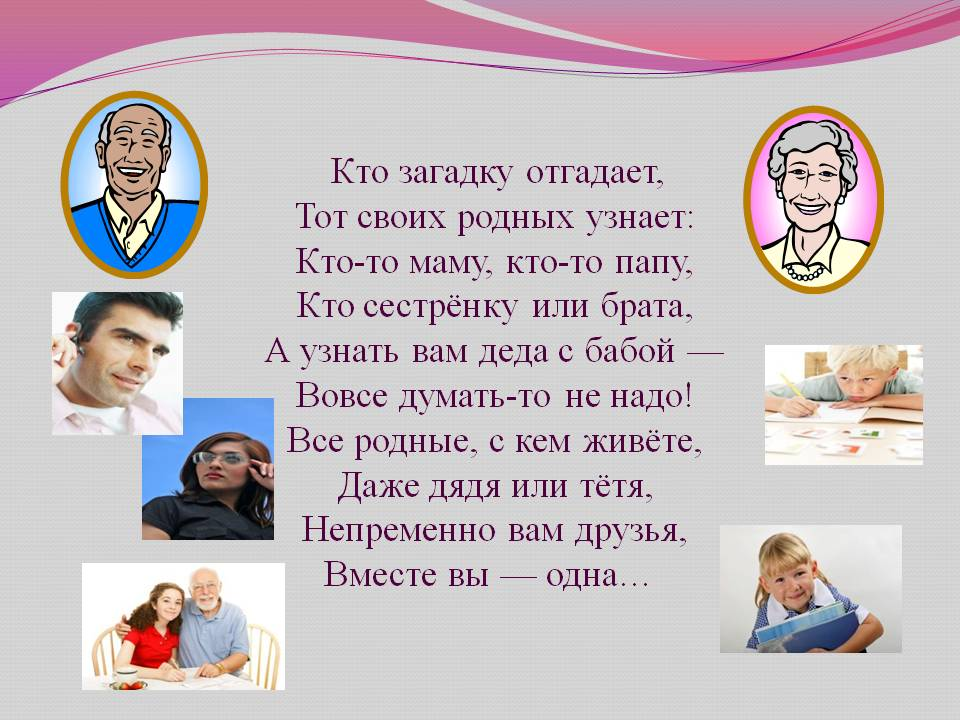 Кто загадку отгадает,
Тот своих родных узнает:
Кто-то маму, кто-то папу,
Кто сестрёнку или брата,
А узнать вам деда с бабой —
Вовсе думать-то не надо!
Все родные, с кем живёте,
Даже дядя или тётя,
Непременно вам друзья,
Вместе вы — одна…